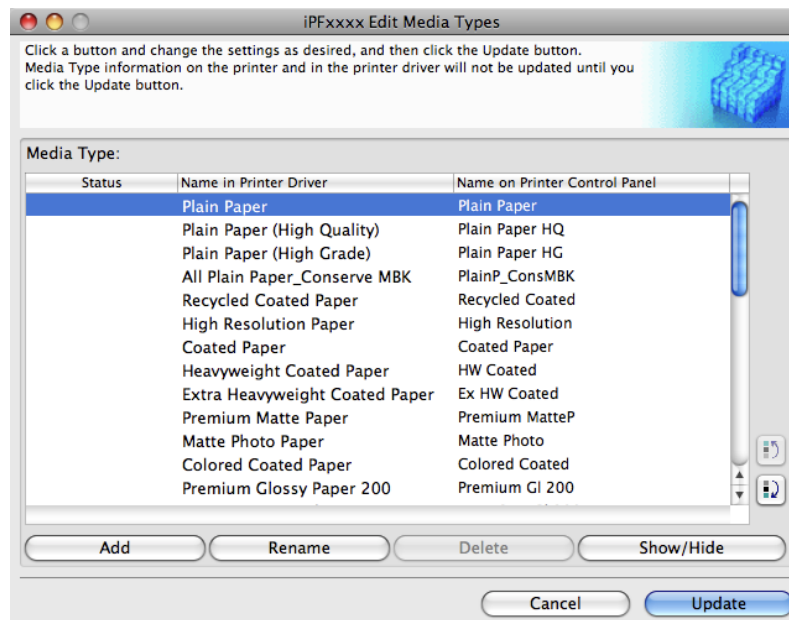 iPFxxxx Edit Media Types
Click a button and change the settings as desired, and then click the Update button.
Media Type information on the printer and in the printer driver will not be updated until you
click the Update button.
Media Type:
Status Name in Printer Driver Name on Printer Control Panel
Plain Paper Plain Paper
Plain Paper (High Quality) Plain Paper HQ
Plain Paper (High Grade) Plain Paper HG
All Plain Paper_Conserve MBK PlainP_ConsMBK
Recycled Coated Paper Recycled Coated
High Resolution Paper High Resolution
Coated Paper Coated Paper
Heavyweight Coated Paper HW Coated
Extra Heavyweight Coated Paper Ex HW Coated
Premium Matte Paper Premium MatteP
Matte Photo Paper Matte Photo
Colored Coated Paper Colored Coated
Premium Glossy Paper 200 Premium Gl 200
Add Rename Delete Show/Hide
Cancel Update